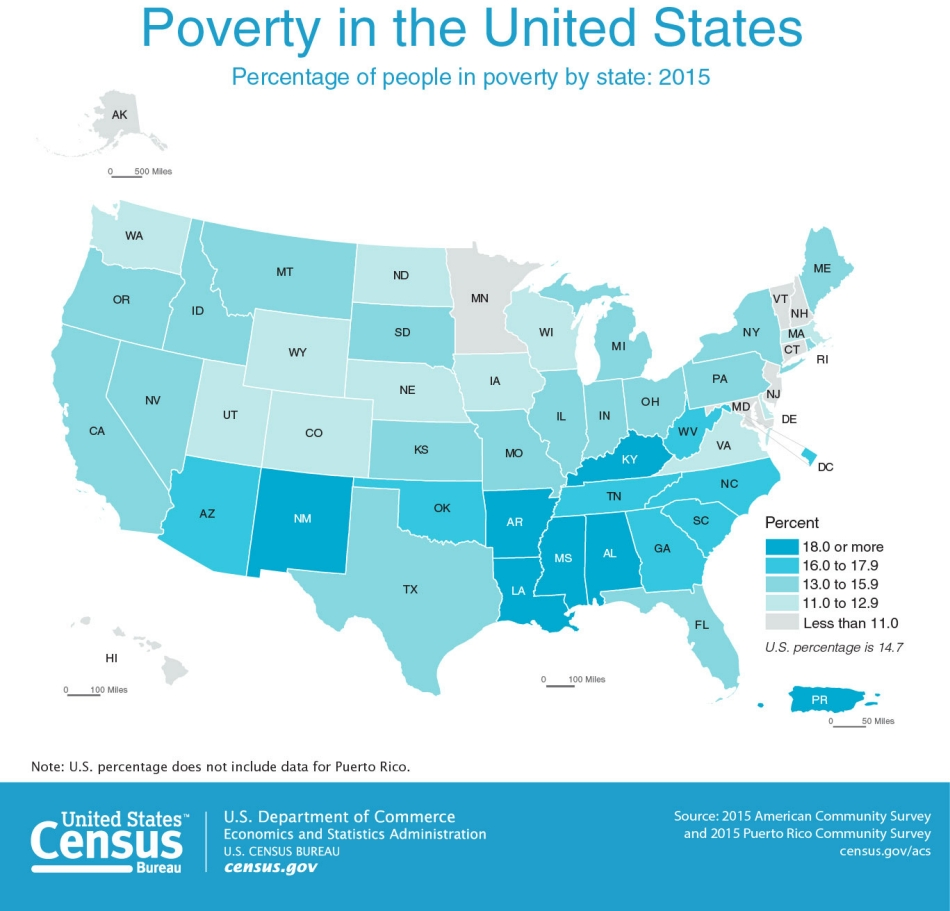 Poverty in the United States
Percentage of people in poverty by state: 2015
AK
0 500 Miles
WA
MT
ND
MN
ME
VT
NH
OR
ID
SD
WI
MI
NY
MA
CT
RI
WY
IA
NE
PA
NJ
NV
UT
CO
IL
IN
OH
MD
DE
CA
KS
MO
WV
VA
KY
DC
NC
TN
AZ
NM
OK
AR
SC
MS
AL
GA
TX
LA
FL
Percent
18.0 or more
16.0 to 17.9
13.0 to 15.9
11.0 to 12.9
Less than 11.0
U.S. percentage is 14.7
HI
0 100 Miles
0 100 Miles
PR
0 50 Miles
Note: U.S. percentage does not include data for Puerto Rico.
United States™
Census
Bureau
U.S. Department of Commerce
Economics and Statistics Administration
U.S. CENSUS BUREAU
census.gov
Source: 2015 American Community Survey
and 2015 Puerto Rico Community Survey
census.gov/acs